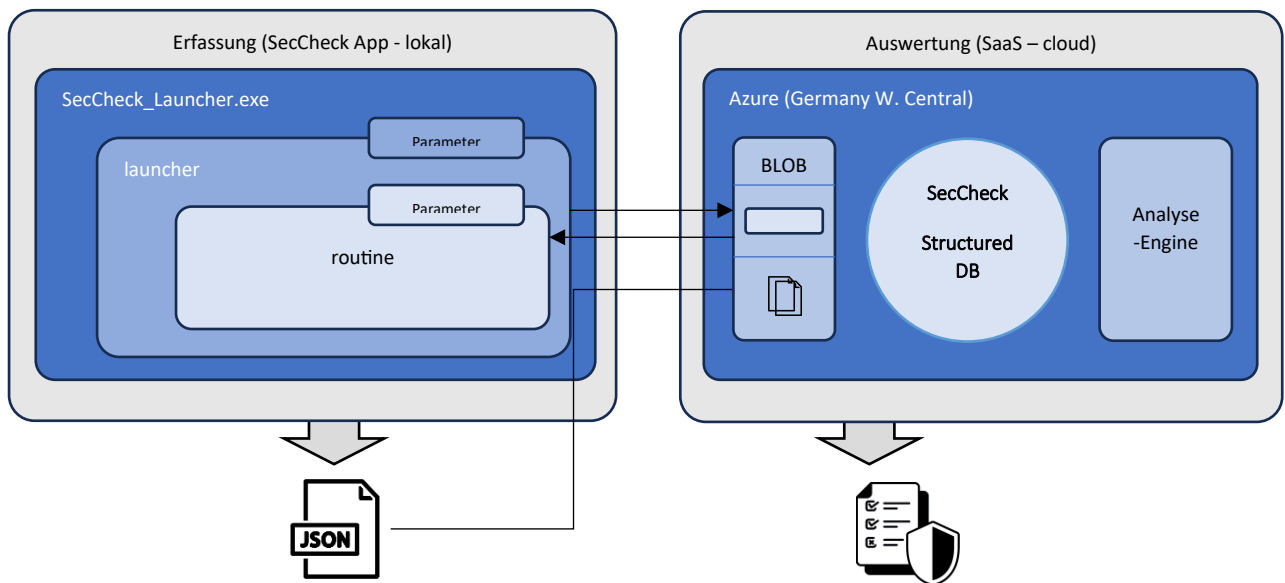 Erfassung (SecCheck App - lokal)
SecCheck_Launcher.exe
Parameter
launcher
Parameter
routine
Auswertung (SaaS – cloud)
Azure (Germany W. Central)
BLOB
SecCheck
Structured
DB
Analyse
-Engine
JSON